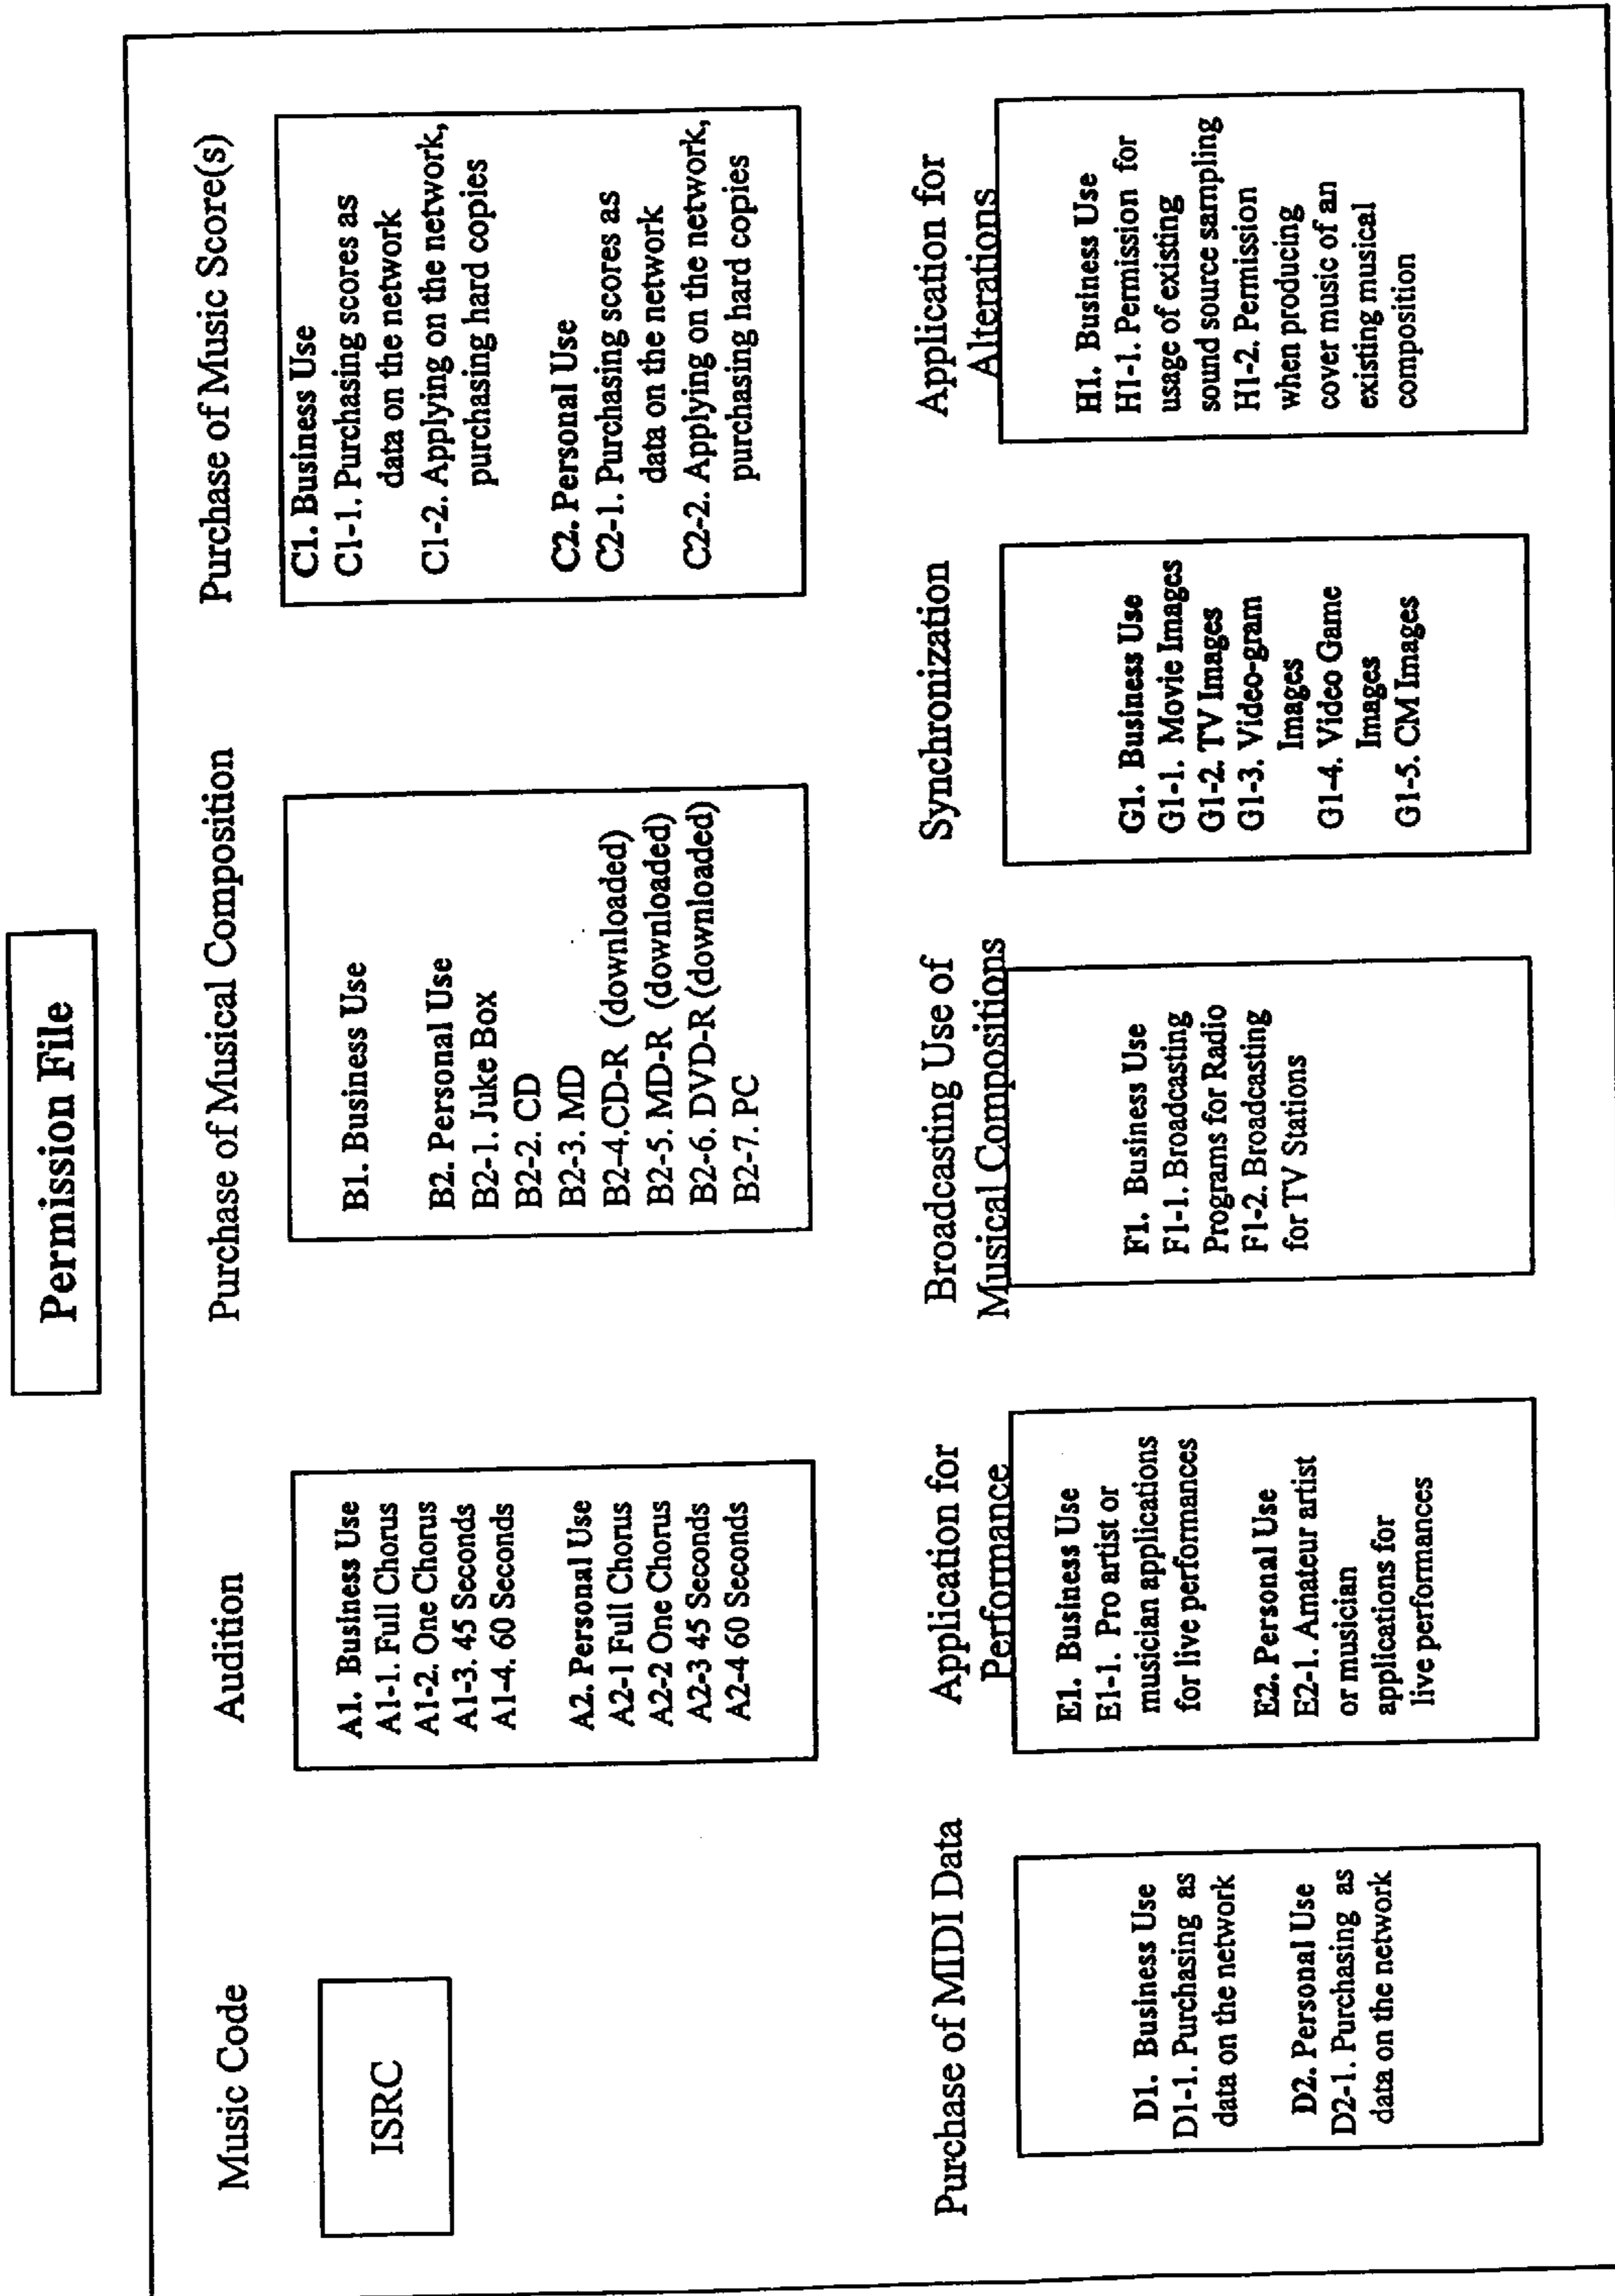 Permission File
Music Code
ISRC
Audition
A1. Business Use
A1-1. Full Chorus
A1-2. One Chorus
A1-3. 45 Seconds
A1-4. 60 Seconds
A2. Personal Use
A2-1 Full Chorus
A2-2 One Chorus
A2-3 45 Seconds
A2-4 60 Seconds
Purchase of Musical Composition
B1. Business Use
B2. Personal Use
B2-1. Juke Box
B2-2. CD
B2-3. MD
B2-4.CD-R (downloaded)
B2-5. MD-R (downloaded)
B2-6. DVD-R (downloaded)
B2-7. PC
Purchase of Music Score(s)
C1. Business Use
C1-1. Purchasing scores as
data on the network
C1-2. Applying on the network,
purchasing hard copies
C2. Personal Use
C2-1. Purchasing scores as
data on the network
C2-2. Applying on the network,
purchasing hard copies
Purchase of MIDI Data
D1. Business Use
D1-1. Purchasing as
data on the network
D2. Personal Use
D2-1. Purchasing as
data on the network
Application for
Performance
E1. Business Use
E1-1. Pro artist or
musician applications
for live performances
E2. Personal Use
E2-1. Amateur artist
or musician
applications for
live performances
Broadcasting Use of
Musical Compositions
F1. Business Use
F1-1. Broadcasting
Programs for Radio
F1-2. Broadcasting
for TV Stations
Synchronization
G1. Business Use
G1-1. Movie Images
G1-2. TV Images
G1-3. Video-gram
Images
G1-4. Video Game
Images
G1-5. CM Images
Application for
Alterations
H1. Business Use
H1-1. Permission for
usage of existing
sound source sampling
H1-2. Permission
when producing
cover music of an
existing musical
composition